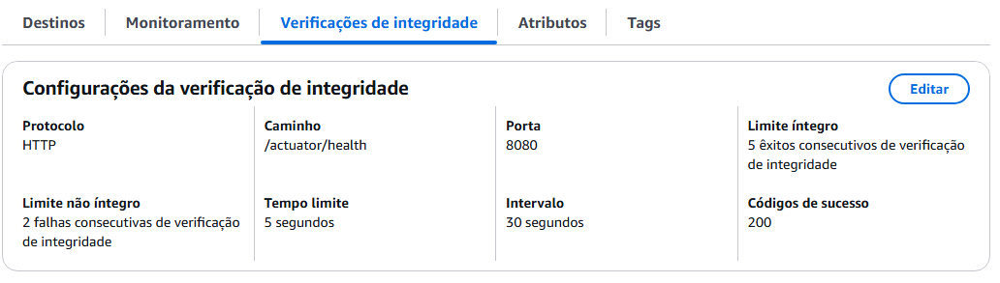 Destinos
Monitoramento
Verificações de integridade
Atributos
Tags
Configurações da verificação de integridade
Editar
Protocolo
HTTP
Caminho
/actuator/health
Porta
8080
Limite íntegro
5 êxitos consecutivos de verificação
de integridade
Limite não íntegro
2 falhas consecutivas de verificação
de integridade
Tempo limite
5 segundos
Intervalo
30 segundos
Códigos de sucesso
200